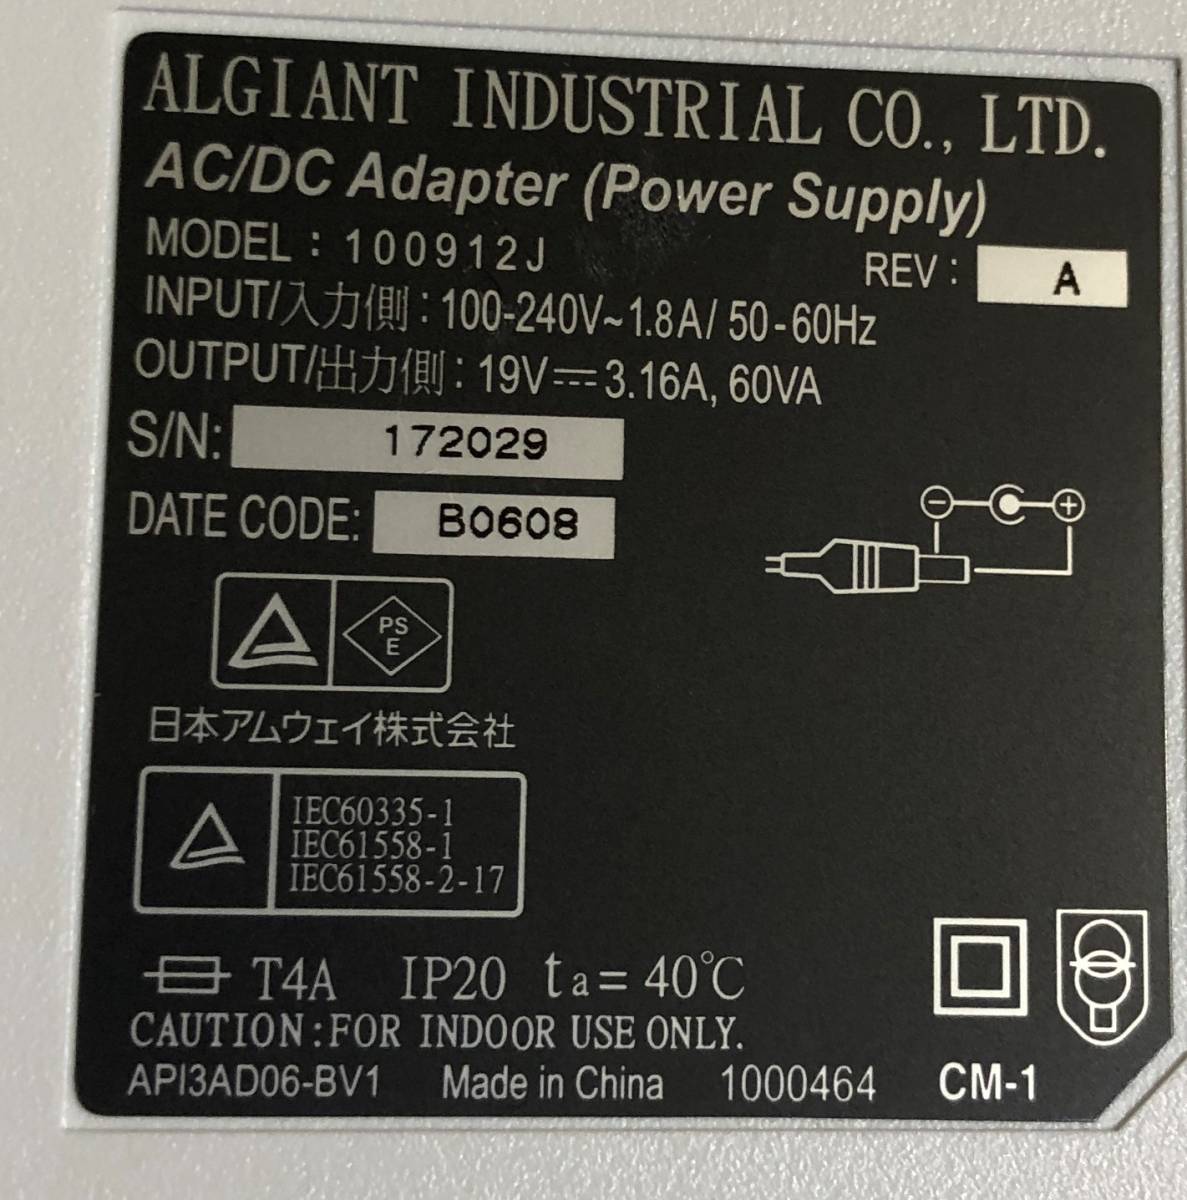 ALGIANT INDUSTRIAL CO., LTD.
AC/DC Adapter (Power Supply)
MODEL : 100912J
REV : A
INPUT/入力側 : 100-240V~1.8A/ 50-60Hz
OUTPUT/出力側 : 19V⎓3.16A, 60VA
S/N: 172029
DATE CODE: B0608
PS
E
日本アムウェイ株式会社
IEC60335-1
IEC61558-1
IEC61558-2-17
T4A IP20 ta= 40℃
CAUTION:FOR INDOOR USE ONLY.
API3AD06-BV1 Made in China 1000464 CM-1